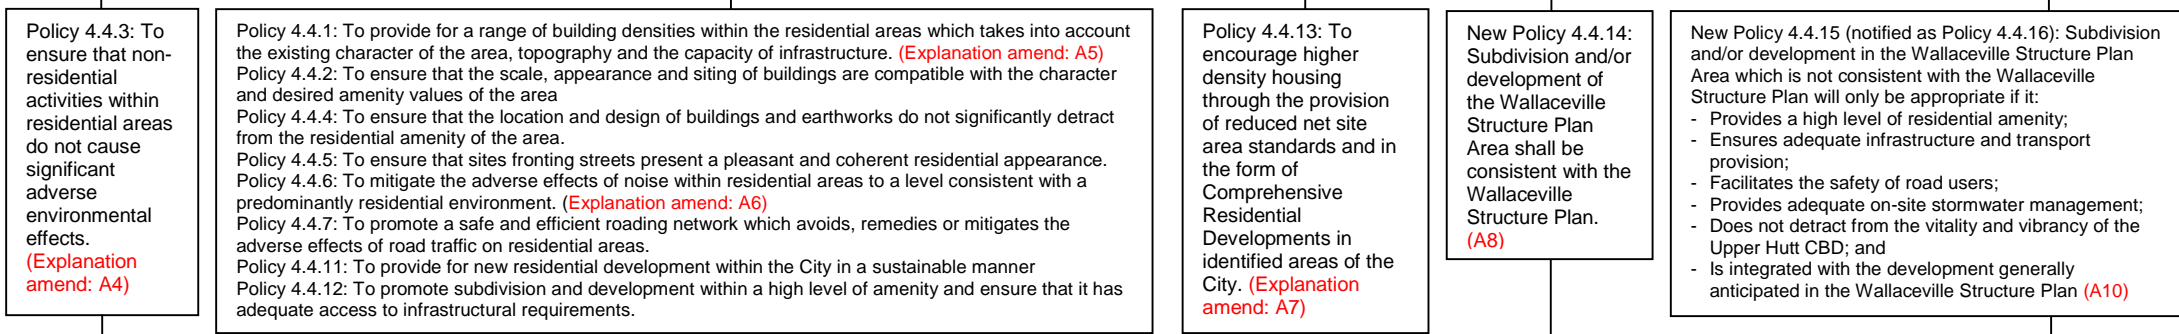 Policy 4.4.3: To
ensure that non-
residential
activities within
residential areas
do not cause
significant
adverse
environmental
effects.
(Explanation
amend: A4)
Policy 4.4.1: To provide for a range of building densities within the residential areas which takes into account
the existing character of the area, topography and the capacity of infrastructure. (Explanation amend: A5)
Policy 4.4.2: To ensure that the scale, appearance and siting of buildings are compatible with the character
and desired amenity values of the area
Policy 4.4.4: To ensure that the location and design of buildings and earthworks do not significantly detract
from the residential amenity of the area.
Policy 4.4.5: To ensure that sites fronting streets present a pleasant and coherent residential appearance.
Policy 4.4.6: To mitigate the adverse effects of noise within residential areas to a level consistent with a
predominantly residential environment. (Explanation amend: A6)
Policy 4.4.7: To promote a safe and efficient roading network which avoids, remedies or mitigates the
adverse effects of road traffic on residential areas.
Policy 4.4.11: To provide for new residential development within the City in a sustainable manner
Policy 4.4.12: To promote subdivision and development within a high level of amenity and ensure that it has
adequate access to infrastructural requirements.
Policy 4.4.13: To
encourage higher
density housing
through the provision
of reduced net site
area standards and in
the form of
Comprehensive
Residential
Developments in
identified areas of the
City. (Explanation
amend: A7)
New Policy 4.4.14:
Subdivision and/or
development of
the Wallaceville
Structure Plan
Area shall be
consistent with the
Wallaceville
Structure Plan.
(A8)
New Policy 4.4.15 (notified as Policy 4.4.16): Subdivision
and/or development in the Wallaceville Structure Plan
Area which is not consistent with the Wallaceville
Structure Plan will only be appropriate if it:
- Provides a high level of residential amenity;
- Ensures adequate infrastructure and transport
provision;
- Facilitates the safety of road users;
- Provides adequate on-site stormwater management;
- Does not detract from the vitality and vibrancy of the
Upper Hutt CBD; and
- Is integrated with the development generally
anticipated in the Wallaceville Structure Plan (A10)